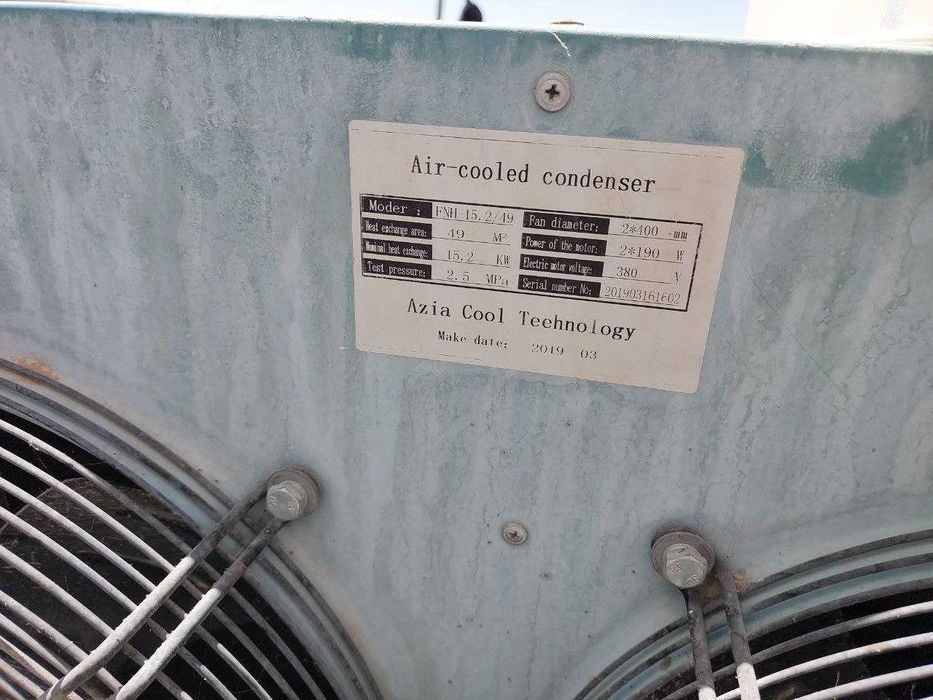 Air-cooled condenser
Moder : FNH-15.2/49 Fan diameter: 2*400 mm
Heat exchange area: 49 M² Power of the motor: 2*190 W
Nominal heat exchange: 15.2 KW Electric motor voltage: 380 V
Test pressure: 2.5 MPa Serial number No: 201903161602
Azia Cool Technology
Make date: 2019 03